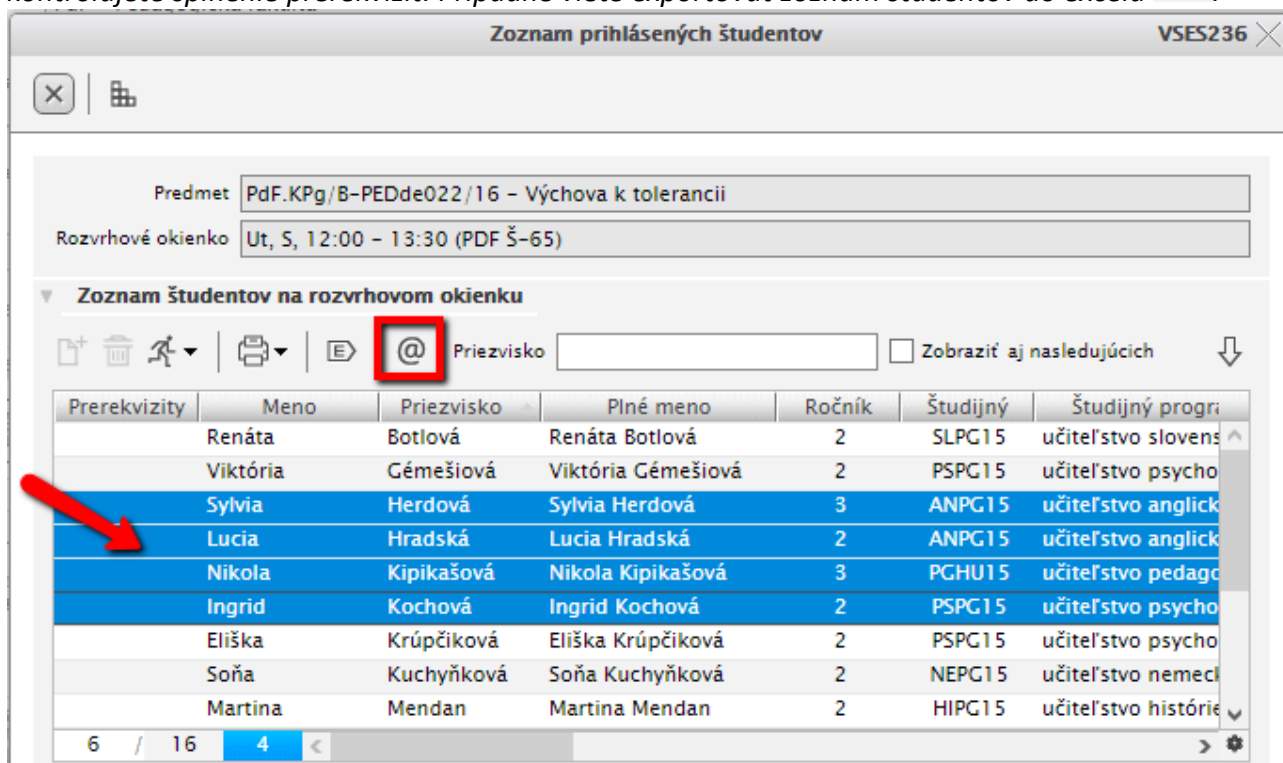 Zoznam prihlásených študentov VSES236
Predmet PdF.KPg/B-PEDde022/16 - Výchova k tolerancii
Rozvrhové okienko Ut, S, 12:00 - 13:30 (PDF Š-65)
Zoznam študentov na rozvrhovom okienku
E @ Priezvisko Zobraziť aj nasledujúcich
Prerekvizity Meno Priezvisko Plné meno Ročník Študijný Študijný progra
Renáta Botlová Renáta Botlová 2 SLPG15 učiteľstvo slovens
Viktória Gémešiová Viktória Gémešiová 2 PSPG15 učiteľstvo psycho
Sylvia Herdová Sylvia Herdová 3 ANPG15 učiteľstvo anglick
Lucia Hradská Lucia Hradská 2 ANPG15 učiteľstvo anglick
Nikola Kipikašová Nikola Kipikašová 3 PGHU15 učiteľstvo pedago
Ingrid Kochová Ingrid Kochová 2 PSPG15 učiteľstvo psycho
Eliška Krúpčiková Eliška Krúpčiková 2 PSPG15 učiteľstvo psycho
Soňa Kuchyňková Soňa Kuchyňková 2 NEPG15 učiteľstvo nemeck
Martina Mendan Martina Mendan 2 HIPG15 učiteľstvo histórie
6 / 16 4